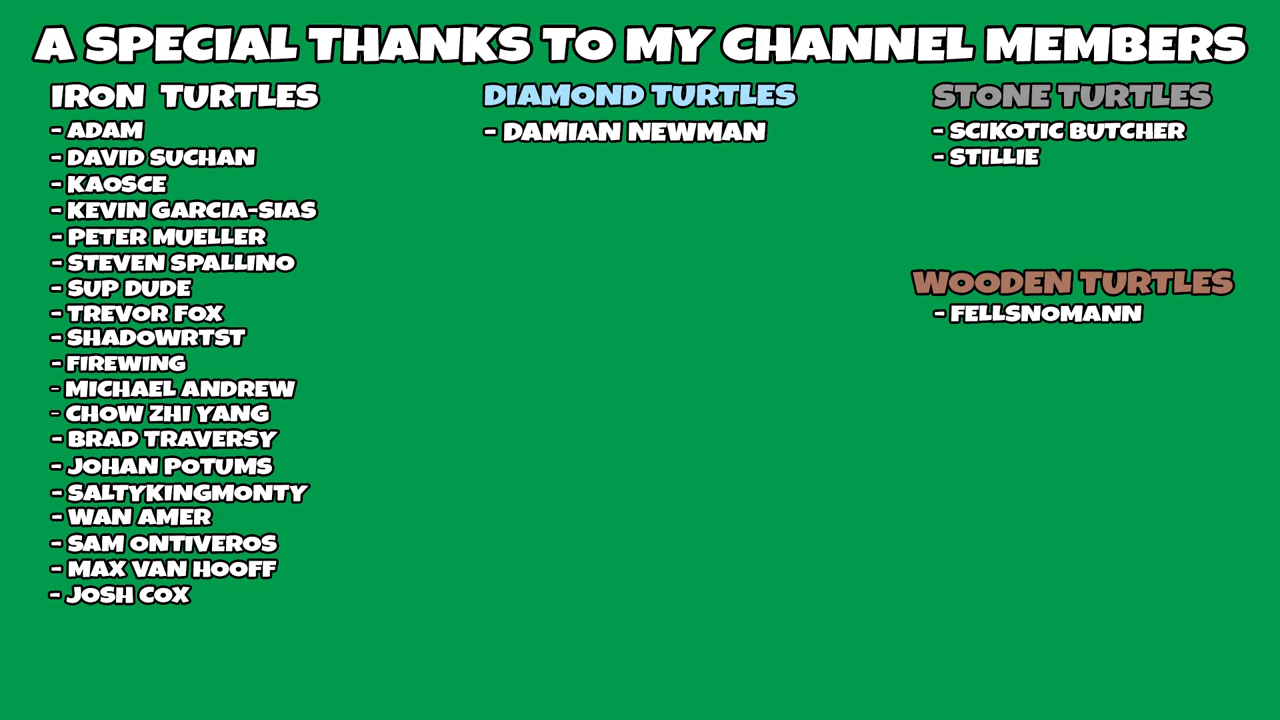 A SPECIAL THANKS TO MY CHANNEL MEMBERS
IRON TURTLES
- ADAM
- DAVID SUCHAN
- KAOSCE
- KEVIN GARCIA-SIAS
- PETER MUELLER
- STEVEN SPALLINO
- SUP DUDE
- TREVOR FOX
- SHADOWRTST
- FIREWING
- MICHAEL ANDREW
- CHOW ZHI YANG
- BRAD TRAVERSY
- JOHAN POTUMS
- SALTYKINGMONTY
- WAN AMER
- SAM ONTIVEROS
- MAX VAN HOOFF
- JOSH COX
DIAMOND TURTLES
- DAMIAN NEWMAN
STONE TURTLES
- SCIKOTIC BUTCHER
- STILLIE
WOODEN TURTLES
- FELLSNOMANN